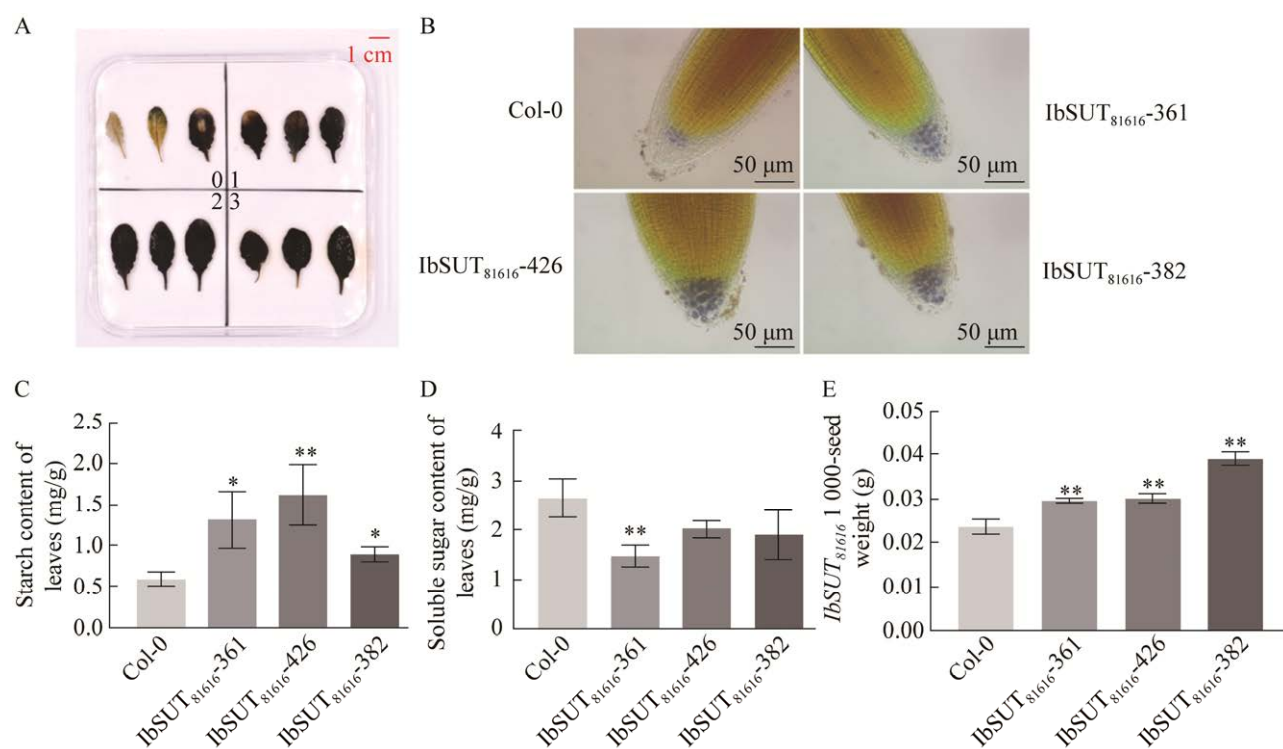 A
1 cm
0 1
2 3
B
Col-0
50 μm
50 μm
IbSUT81616-361
IbSUT81616-426
50 μm
50 μm
IbSUT81616-382
C
Starch content of
leaves (mg/g)
2.5
2.0
1.5
1.0
0.5
0.0
*
**
*
Col-0
IbSUT81616-361
IbSUT81616-426
IbSUT81616-382
D
Soluble sugar content of
leaves (mg/g)
4
3
2
1
0
**
Col-0
IbSUT81616-361
IbSUT81616-426
IbSUT81616-382
E
IbSUT81616 1 000-seed
weight (g)
0.05
0.04
0.03
0.02
0.01
0.00
**
**
**
Col-0
IbSUT81616-361
IbSUT81616-426
IbSUT81616-382